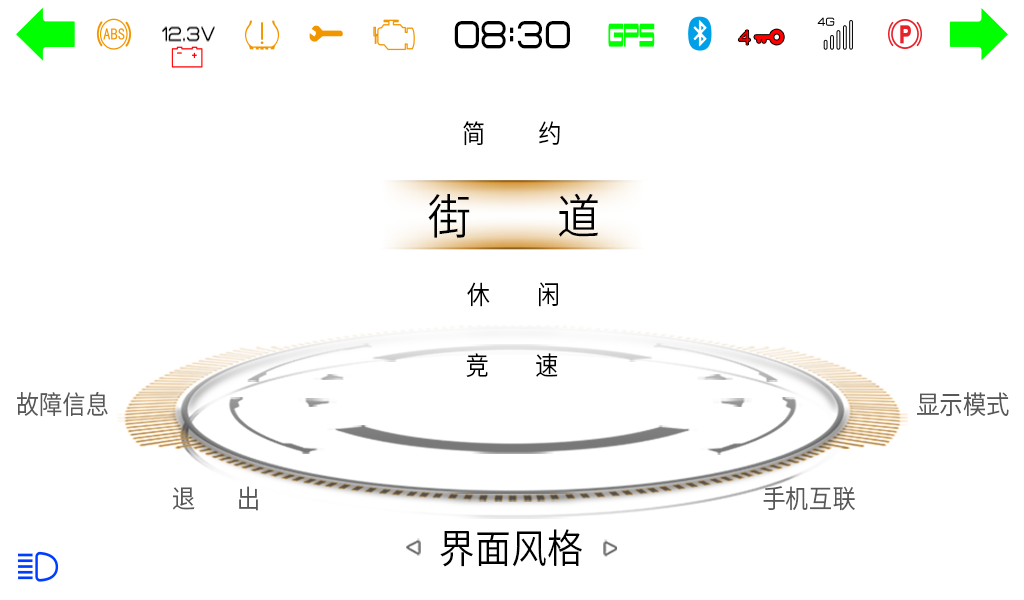 ABS 12.3V 08:30 GPS 4 4G P
简 约
街 道
休 闲
竞 速
故障信息 显示模式
退 出 手机互联
界面风格